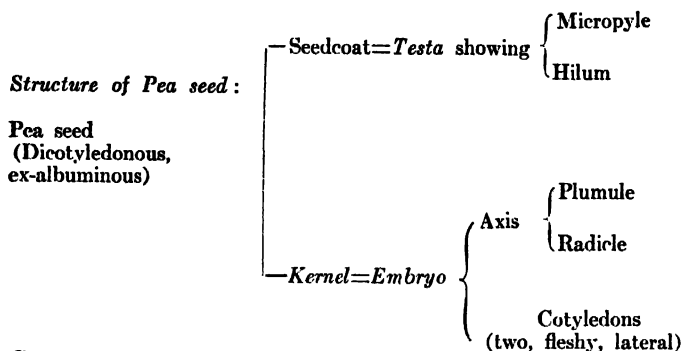 Micropyle
Seedcoat=Testa showing
Hilum
Structure of Pea seed :
Pea seed
(Dicotyledonous,
ex-albuminous)
Plumule
Axis
Radicle
Kernel=Embryo
Cotyledons
(two, fleshy, lateral)